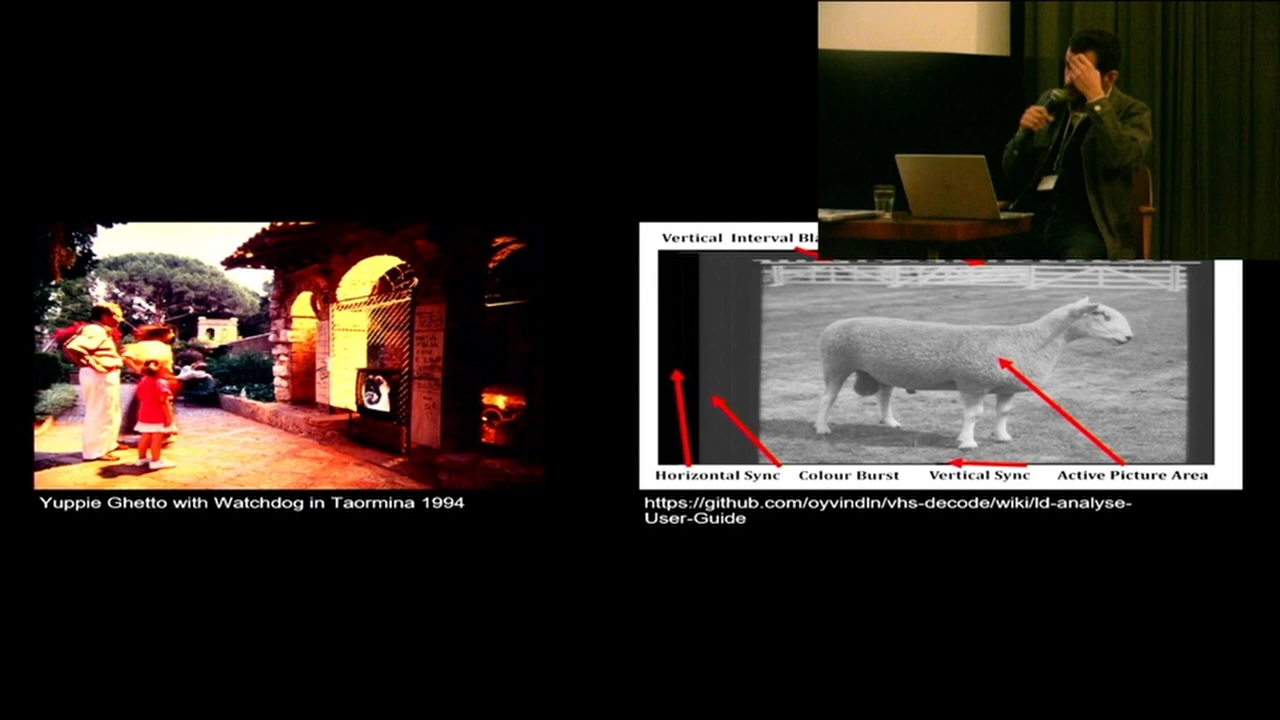 Vertical Interval
Horizontal Sync Colour Burst Vertical Sync Active Picture Area
Yuppie Ghetto with Watchdog in Taormina 1994
https://github.com/oyvindln/vhs-decode/wiki/ld-analyse-
User-Guide